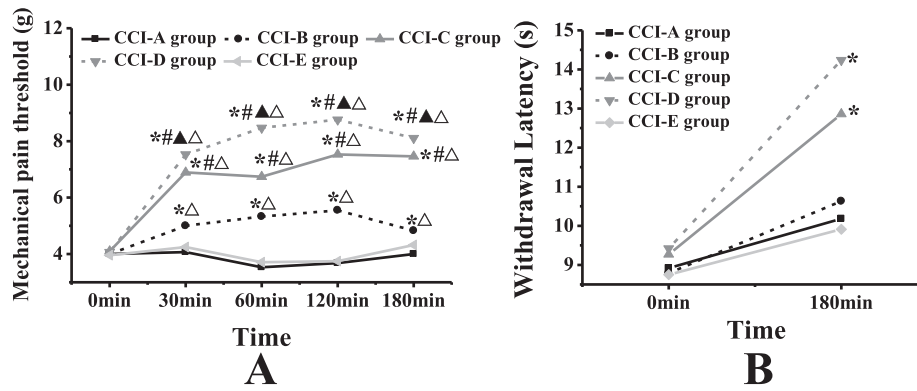 Mechanical pain threshold (g)
12
10
8
6
4
CCI-A group CCI-B group CCI-C group
CCI-D group CCI-E group
*#▲△ *#▲△ *#▲△ *#▲△
*#△ *#△ *#△ *#△
*△ *△ *△ *△
0min 30min 60min 120min 180min
Time
A
Withdrawal Latency (s)
15
14
13
12
11
10
9
CCI-A group
CCI-B group
CCI-C group
CCI-D group
CCI-E group
*
*
0min 180min
Time
B